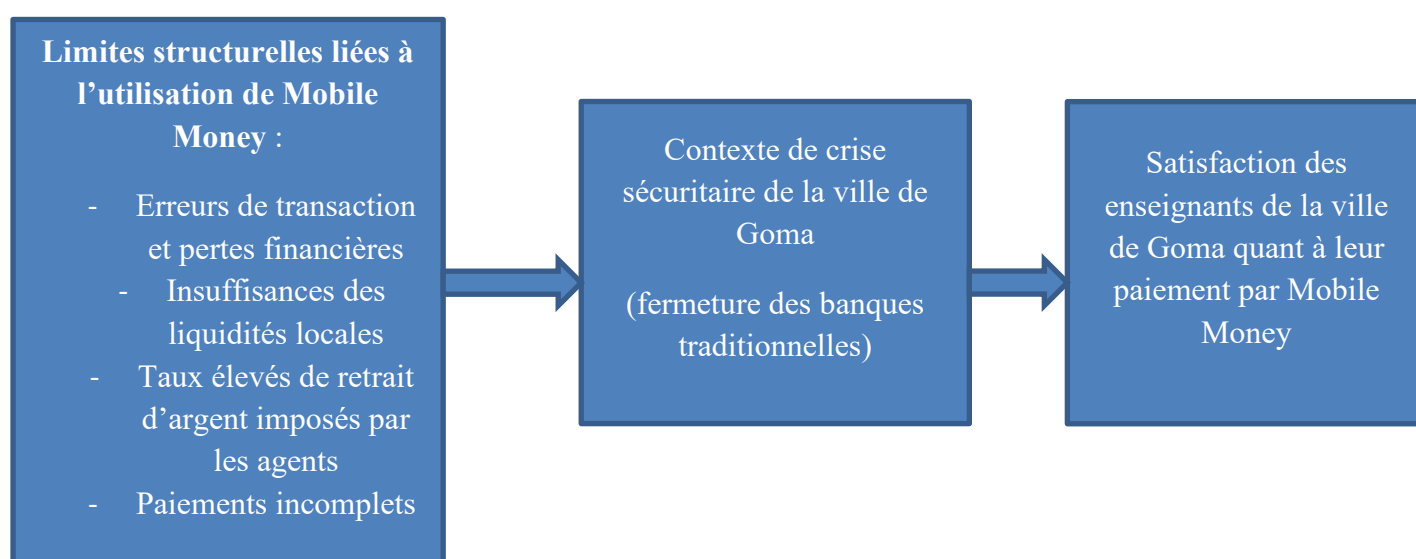 Limites structurelles liées à
l’utilisation de Mobile
Money :
- Erreurs de transaction
et pertes financières
- Insuffisances des
liquidités locales
- Taux élevés de retrait
d’argent imposés par
les agents
- Paiements incomplets
Contexte de crise
sécuritaire de la ville de
Goma
(fermeture des banques
traditionnelles)
Satisfaction des
enseignants de la ville
de Goma quant à leur
paiement par Mobile
Money